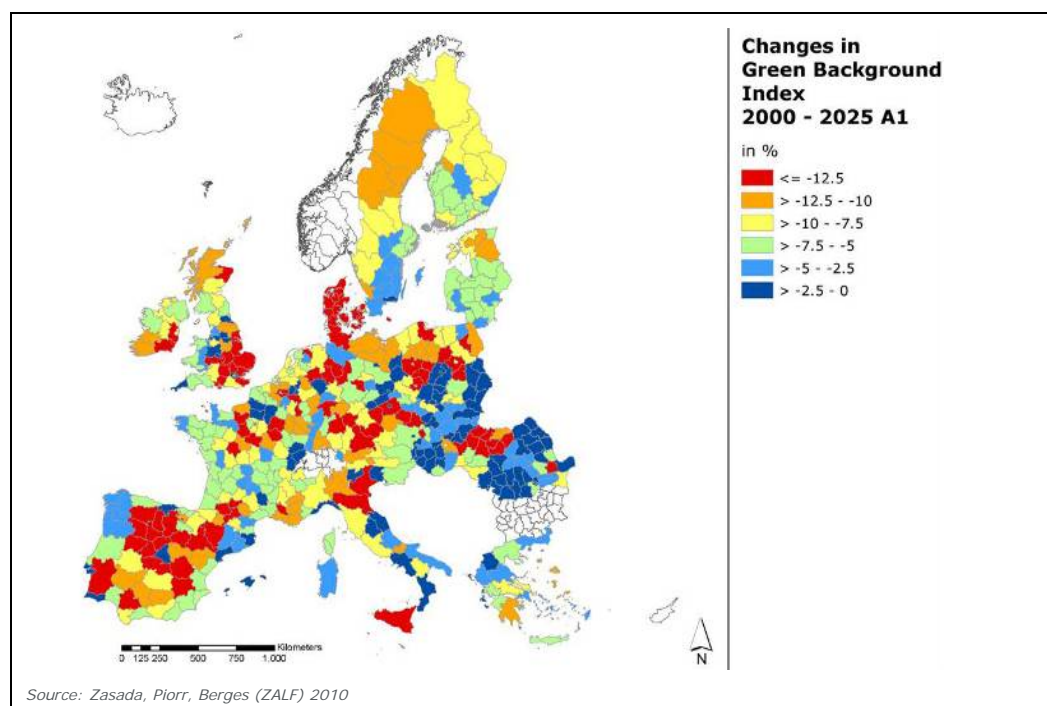 Changes in
Green Background
Index
2000 - 2025 A1
in %
<= -12.5
> -12.5 - -10
> -10 - -7.5
> -7.5 - -5
> -5 - -2.5
> -2.5 - 0
Kilometers
0 125 250 500 750 1.000
N
Source: Zasada, Piorr, Berges (ZALF) 2010